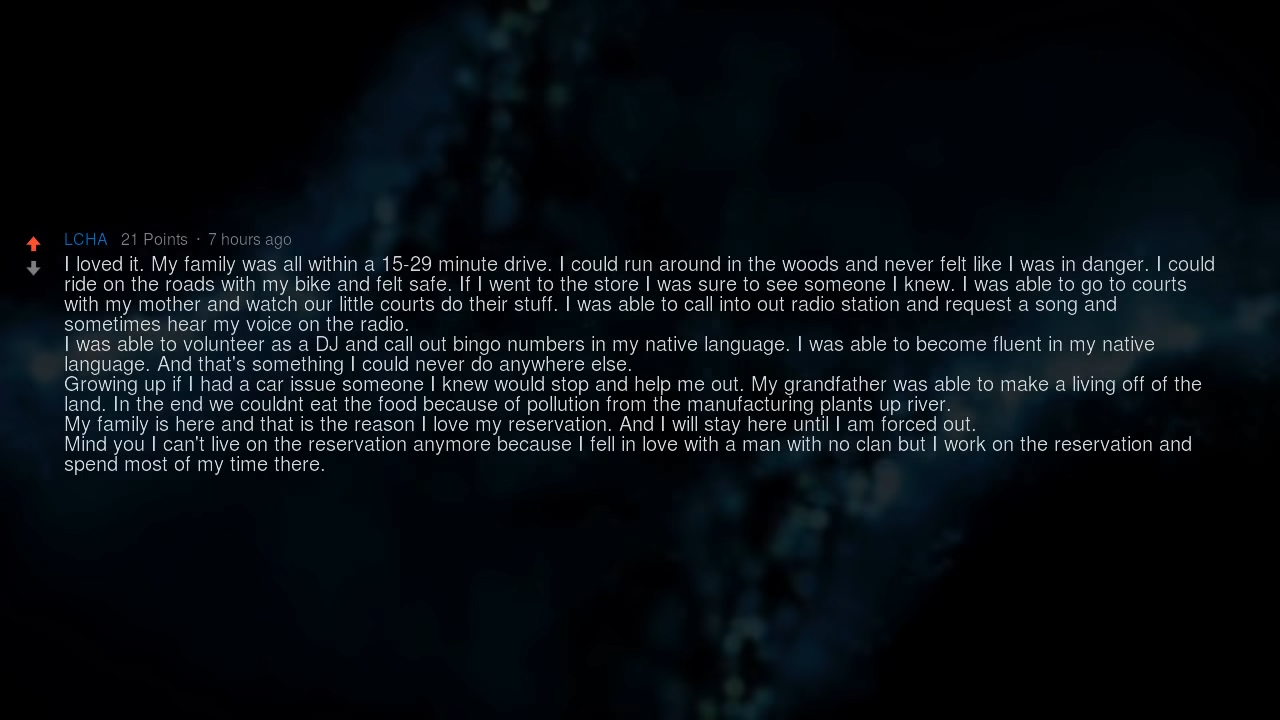 LCHA 21 Points · 7 hours ago
I loved it. My family was all within a 15-29 minute drive. I could run around in the woods and never felt like I was in danger. I could
ride on the roads with my bike and felt safe. If I went to the store I was sure to see someone I knew. I was able to go to courts
with my mother and watch our little courts do their stuff. I was able to call into out radio station and request a song and
sometimes hear my voice on the radio.
I was able to volunteer as a DJ and call out bingo numbers in my native language. I was able to become fluent in my native
language. And that's something I could never do anywhere else.
Growing up if I had a car issue someone I knew would stop and help me out. My grandfather was able to make a living off of the
land. In the end we couldnt eat the food because of pollution from the manufacturing plants up river.
My family is here and that is the reason I love my reservation. And I will stay here until I am forced out.
Mind you I can't live on the reservation anymore because I fell in love with a man with no clan but I work on the reservation and
spend most of my time there.